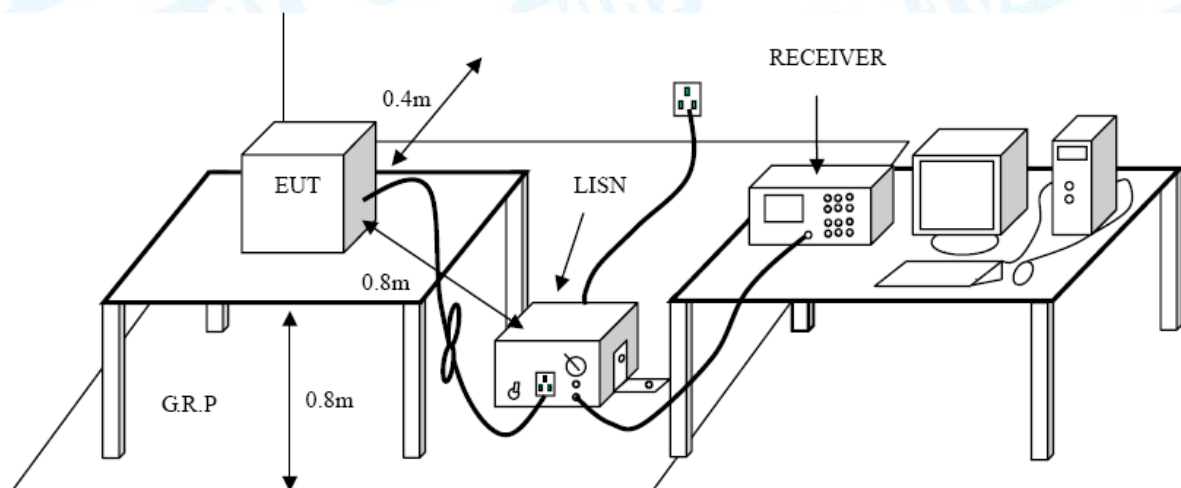 RECEIVER
0.4m
EUT
LISN
0.8m
0.8m
G.R.P